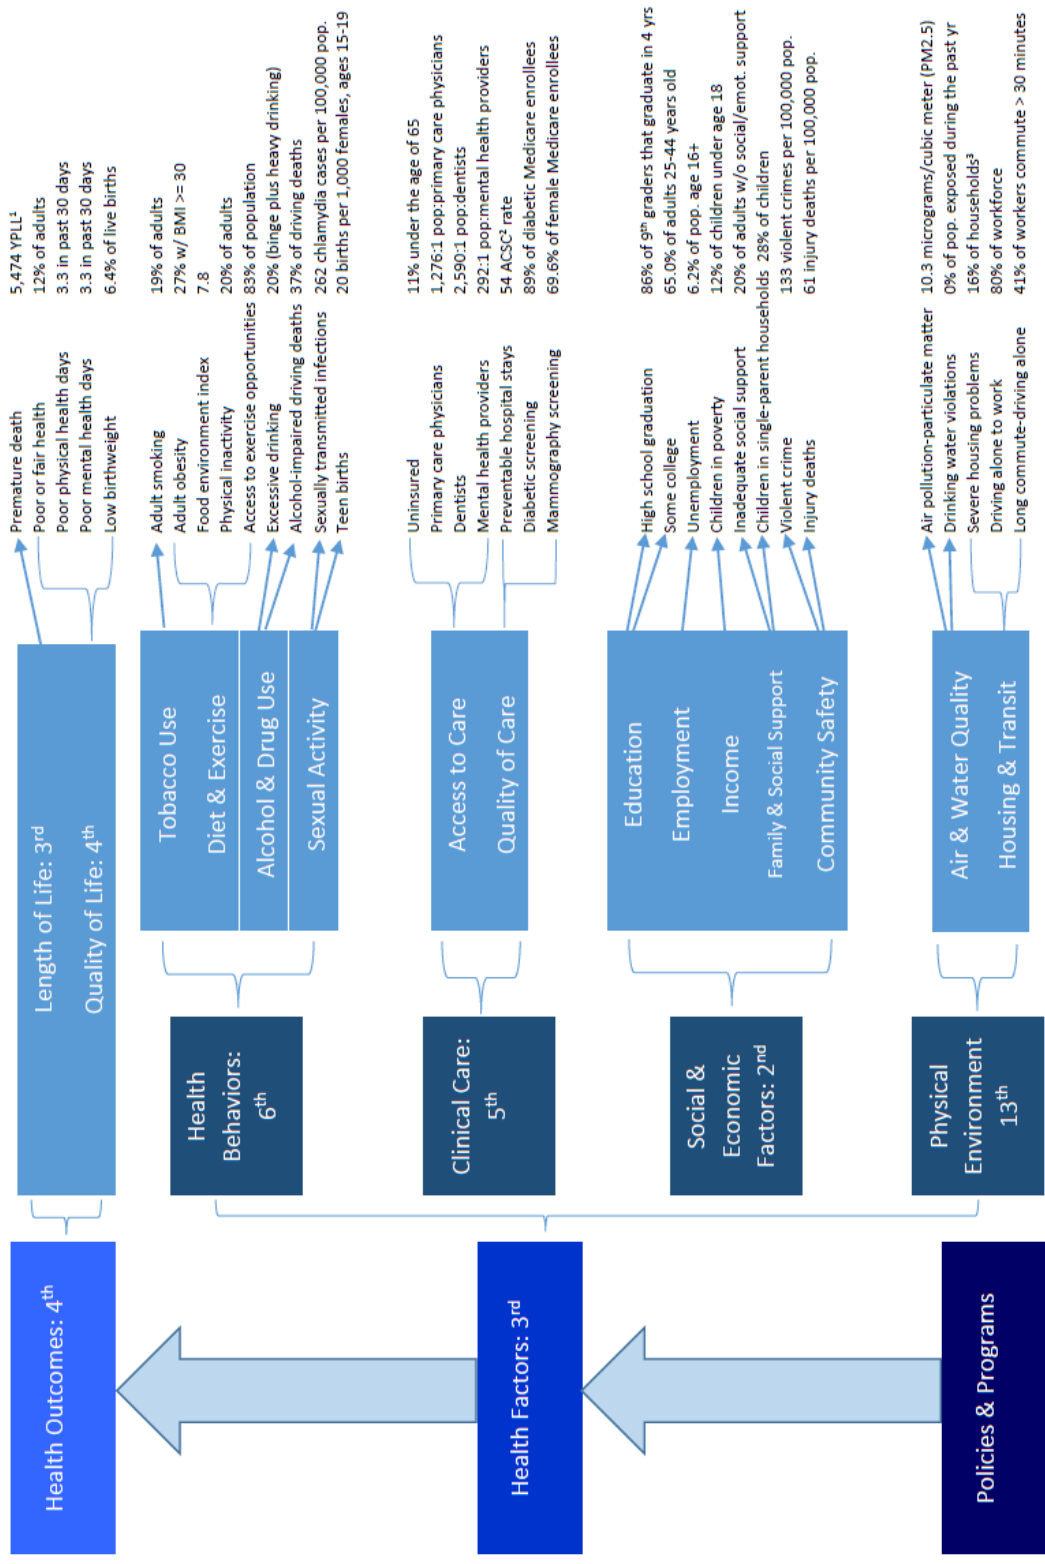 Health Outcomes: 4th
Length of Life: 3rd
Quality of Life: 4th
Premature death 5,474 YPLL¹
Poor or fair health 12% of adults
Poor physical health days 3.3 in past 30 days
Poor mental health days 3.3 in past 30 days
Low birthweight 6.4% of live births
Health Factors: 3rd
Health
Behaviors:
6th
Tobacco Use
Diet & Exercise
Alcohol & Drug Use
Sexual Activity
Adult smoking 19% of adults
Adult obesity 27% w/ BMI >= 30
Food environment index 7.8
Physical inactivity 20% of adults
Access to exercise opportunities 83% of population
Excessive drinking 20% (binge plus heavy drinking)
Alcohol-impaired driving deaths 37% of driving deaths
Sexually transmitted infections 262 chlamydia cases per 100,000 pop.
Teen births 20 births per 1,000 females, ages 15-19
Clinical Care:
5th
Access to Care
Quality of Care
Uninsured 11% under the age of 65
Primary care physicians 1,276:1 pop:primary care physicians
Dentists 2,590:1 pop:dentists
Mental health providers 292:1 pop:mental health providers
Preventable hospital stays 54 ACSC² rate
Diabetic screening 89% of diabetic Medicare enrollees
Mammography screening 69.6% of female Medicare enrollees
Social &
Economic
Factors: 2nd
Education
Employment
Income
Family & Social Support
Community Safety
High school graduation 86% of 9th graders that graduate in 4 yrs
Some college 65.0% of adults 25-44 years old
Unemployment 6.2% of pop. age 16+
Children in poverty 12% of children under age 18
Inadequate social support 20% of adults w/o social/emot. support
Children in single-parent households 28% of children
Violent crime 133 violent crimes per 100,000 pop.
Injury deaths 61 injury deaths per 100,000 pop.
Policies & Programs
Physical
Environment
13th
Air & Water Quality
Housing & Transit
Air pollution-particulate matter 10.3 micrograms/cubic meter (PM2.5)
Drinking water violations 0% of pop. exposed during the past yr
Severe housing problems 16% of households³
Driving alone to work 80% of workforce
Long commute-driving alone 41% of workers commute > 30 minutes